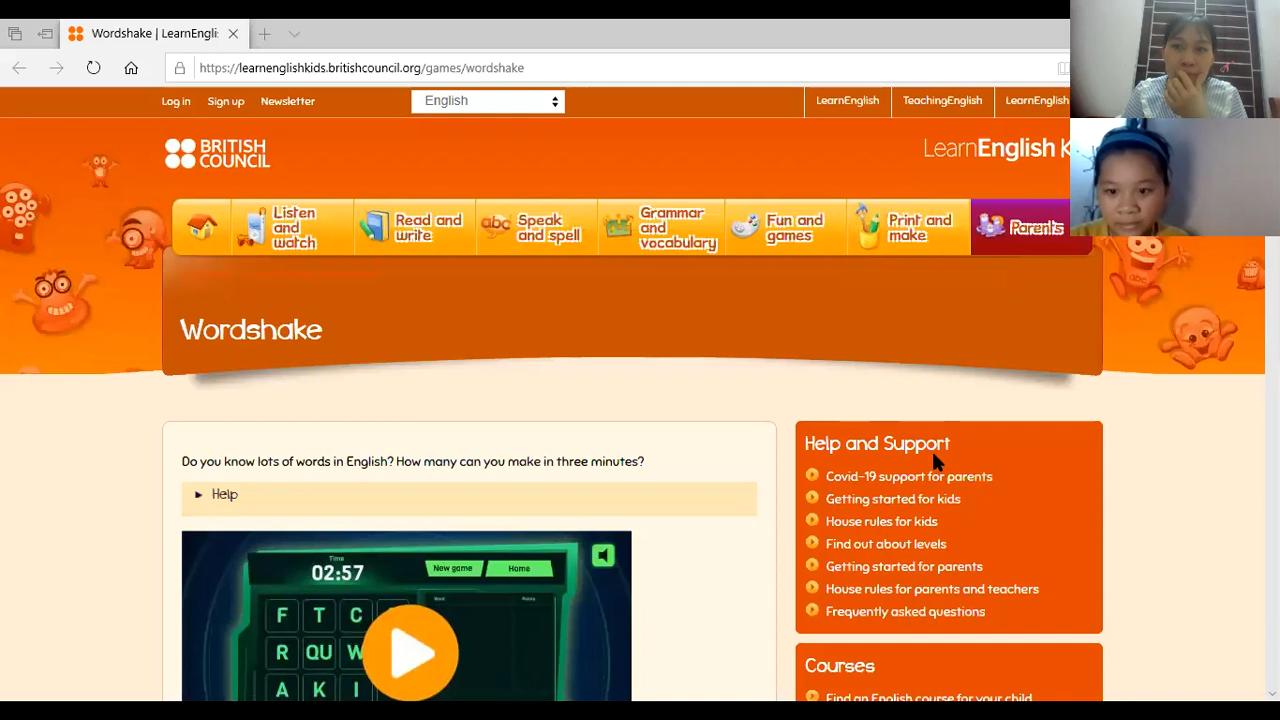 Wordshake | LearnEngli
https://learnenglishkids.britishcouncil.org/games/wordshake
Log in Sign up Newsletter English LearnEnglish TeachingEnglish LearnEnglish
BRITISH
COUNCIL
LearnEnglish K
Listen
and
watch
Read and
write
abc
Speak
and spell
Grammar
and
vocabulary
Fun and
games
Print and
make
Parents
Wordshake
Do you know lots of words in English? How many can you make in three minutes?
Help
Time
02:57
New game
Home
Word Points
F T C
R QU W
A K I
Help and Support
Covid-19 support for parents
Getting started for kids
House rules for kids
Find out about levels
Getting started for parents
House rules for parents and teachers
Frequently asked questions
Courses
Find an English course for your child